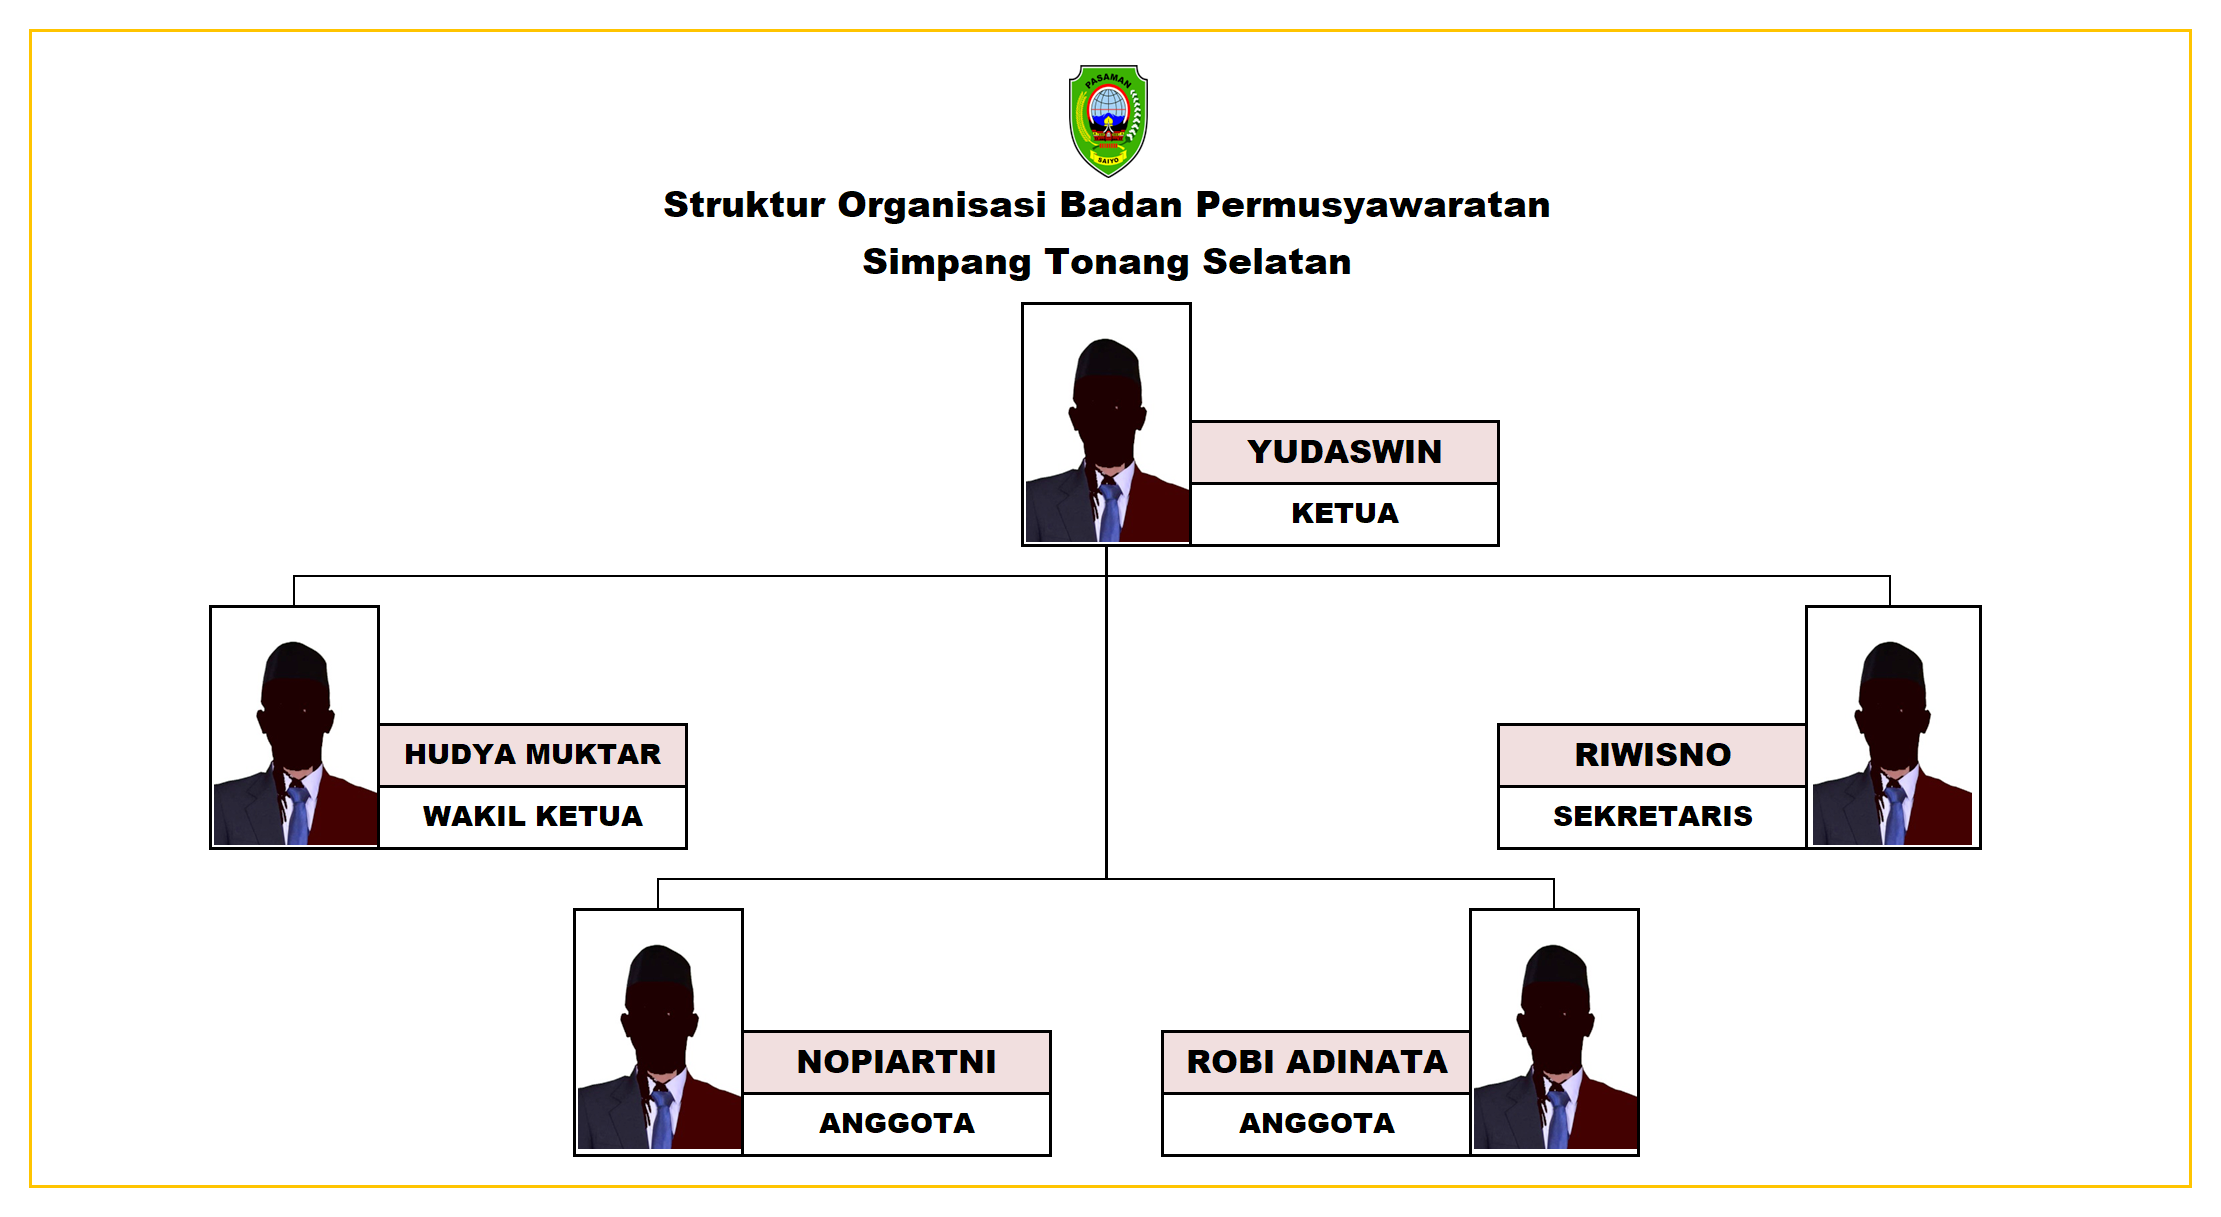 PASAMAN
SAIYO
Struktur Organisasi Badan Permusyawaratan
Simpang Tonang Selatan
YUDASWIN
KETUA
HUDYA MUKTAR
WAKIL KETUA
RIWISNO
SEKRETARIS
NOPIARTNI
ANGGOTA
ROBI ADINATA
ANGGOTA